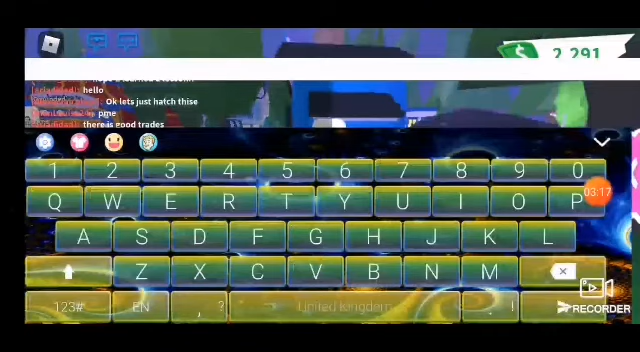 2,291
hello
Ok lets just hatch thise
pme
there is good trades
1 2 3 4 5 6 7 8 9 0
Q W E R T Y U I O P
03:17
A S D F G H J K L
Z X C V B N M
123# EN , ? United Kingdom . !
RECORDER